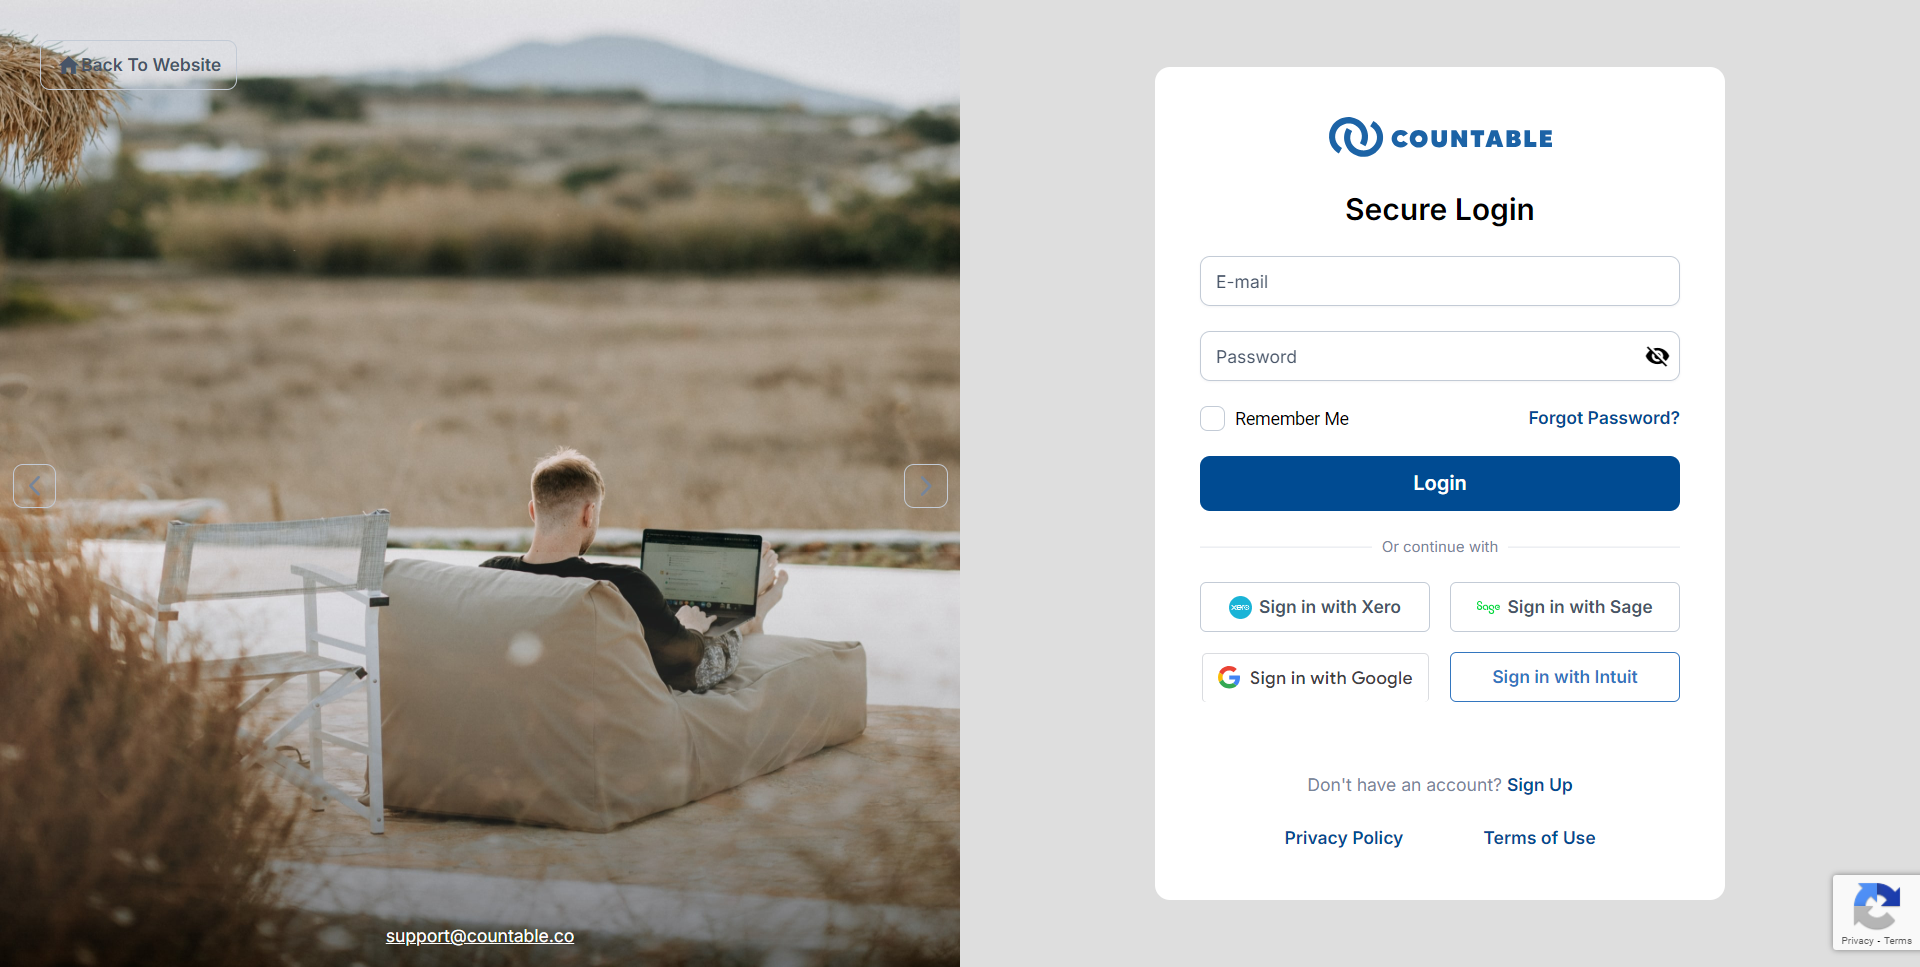 Back To Website
support@countable.co
COUNTABLE
Secure Login
E-mail
Password
Remember Me
Forgot Password?
Login
Or continue with
xero Sign in with Xero
Sage Sign in with Sage
Sign in with Google
Sign in with Intuit
Don't have an account? Sign Up
Privacy Policy
Terms of Use
Privacy - Terms